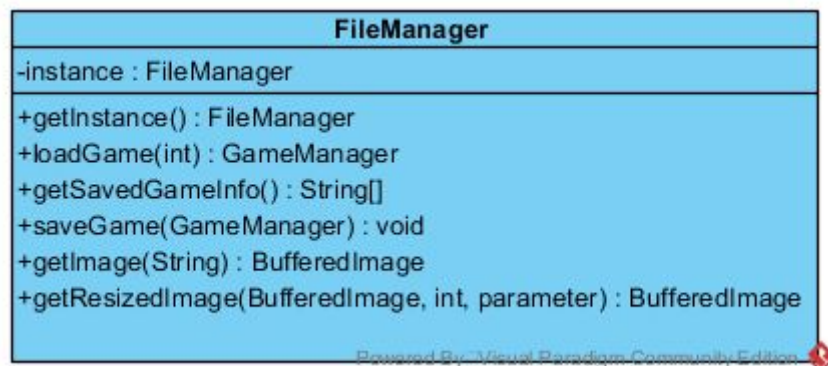 FileManager
-instance : FileManager
+getInstance() : FileManager
+loadGame(int) : GameManager
+getSavedGameInfo() : String[]
+saveGame(GameManager) : void
+getImage(String) : BufferedImage
+getResizedImage(BufferedImage, int, parameter) : BufferedImage
Powered By Visual Paradigm Community Edition